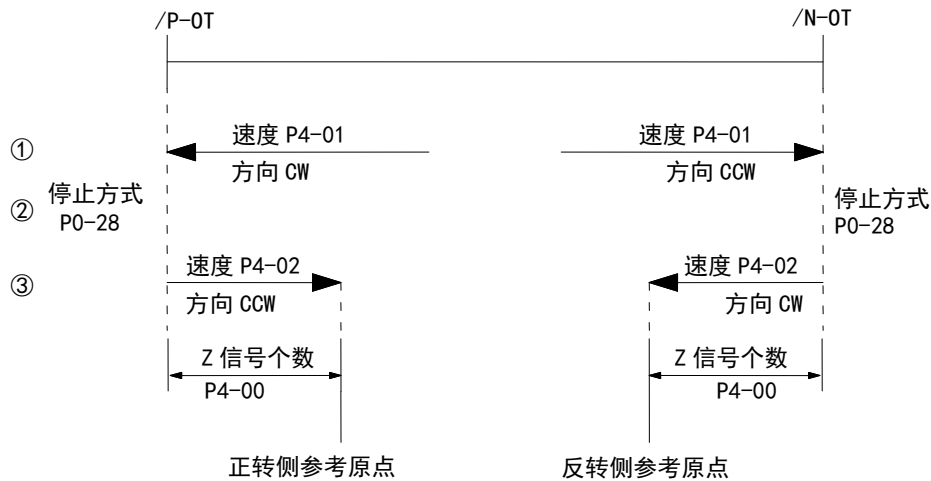 /P-OT
/N-OT
①
速度 P4-01
方向 CW
速度 P4-01
方向 CCW
②
停止方式
P0-28
停止方式
P0-28
③
速度 P4-02
方向 CCW
速度 P4-02
方向 CW
Z 信号个数
P4-00
Z 信号个数
P4-00
正转侧参考原点
反转侧参考原点